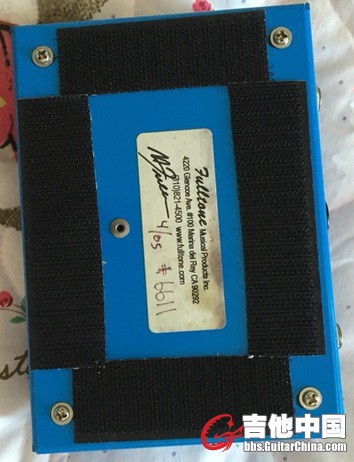 Fulltone
Musical Products Inc.
4220 Glencoe Ave. #100 Marina del Rey CA 90292
(310)821-4500 www.fulltone.com
4/05 #6611
吉他中国
bbs.GuitarChina.com